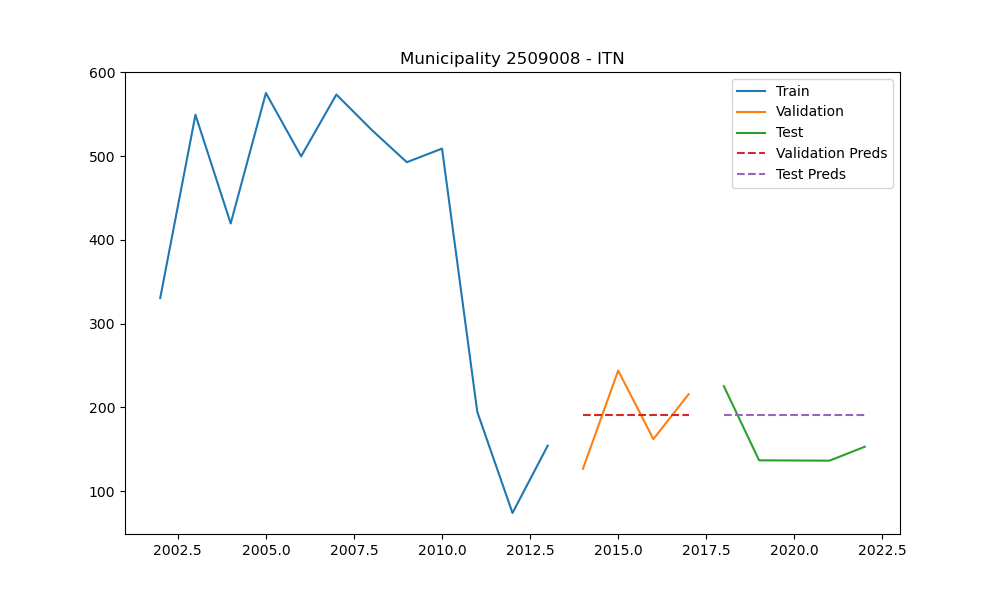 Municipality 2509008 - ITN
600
500
400
300
200
100
2002.5 2005.0 2007.5 2010.0 2012.5 2015.0 2017.5 2020.0 2022.5
Train
Validation
Test
Validation Preds
Test Preds